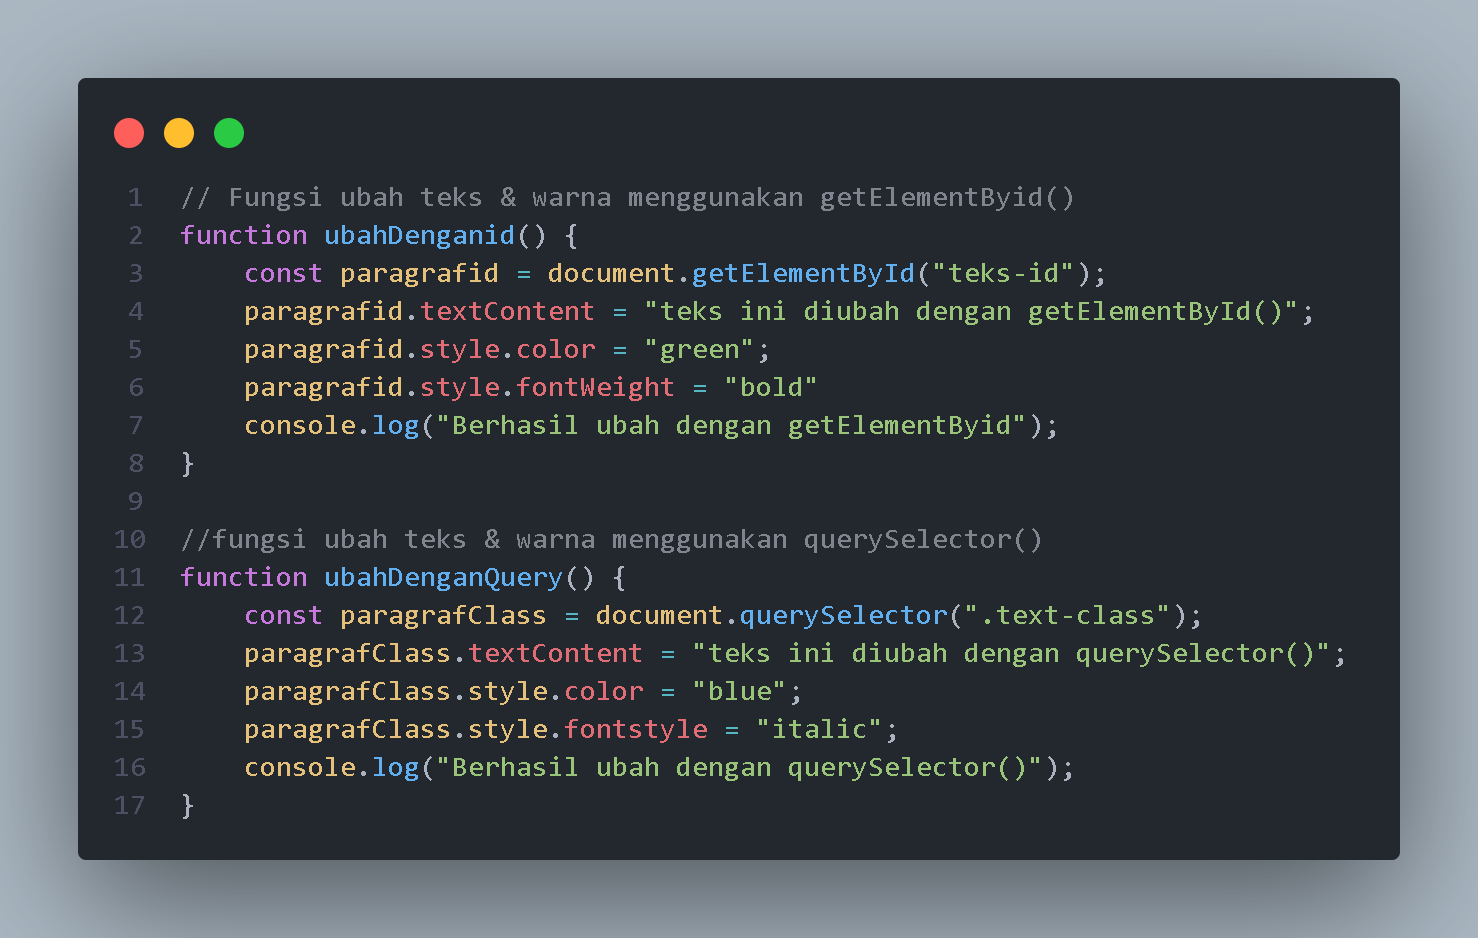 1 // Fungsi ubah teks & warna menggunakan getElementByid()
2 function ubahDenganid() {
3 const paragrafid = document.getElementById("teks-id");
4 paragrafid.textContent = "teks ini diubah dengan getElementById()";
5 paragrafid.style.color = "green";
6 paragrafid.style.fontWeight = "bold"
7 console.log("Berhasil ubah dengan getElementByid");
8 }
9
10 //fungsi ubah teks & warna menggunakan querySelector()
11 function ubahDenganQuery() {
12 const paragrafClass = document.querySelector(".text-class");
13 paragrafClass.textContent = "teks ini diubah dengan querySelector()";
14 paragrafClass.style.color = "blue";
15 paragrafClass.style.fontstyle = "italic";
16 console.log("Berhasil ubah dengan querySelector()");
17 }